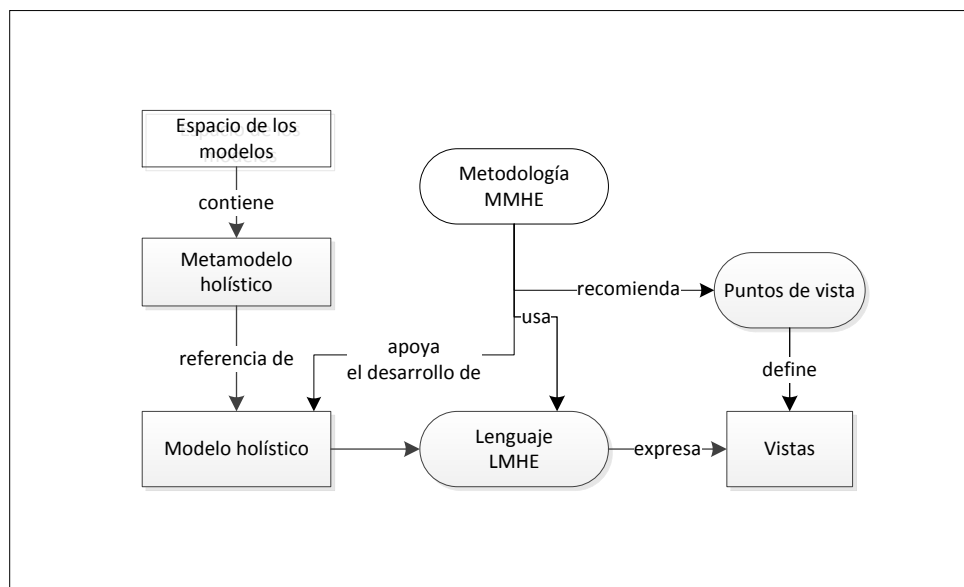 Espacio de los
modelos
contiene
Metamodelo
holístico
referencia de
Modelo holístico
Metodología
MMHE
recomienda
usa
apoya
el desarrollo de
Lenguaje
LMHE
expresa
Puntos de vista
define
Vistas